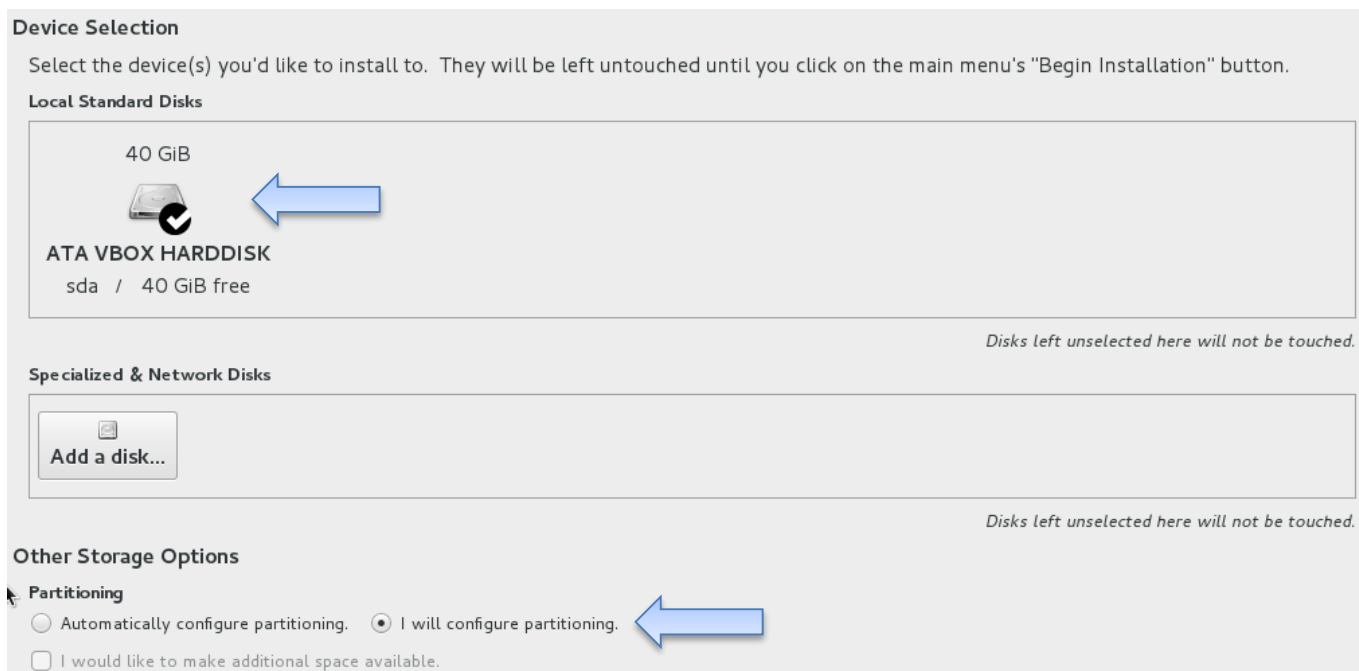 Device Selection
Select the device(s) you'd like to install to.  They will be left untouched until you click on the main menu's "Begin Installation" button.
Local Standard Disks
40 GiB
ATA VBOX HARDDISK
sda / 40 GiB free
Disks left unselected here will not be touched.
Specialized & Network Disks
Add a disk...
Disks left unselected here will not be touched.
Other Storage Options
Partitioning
Automatically configure partitioning. I will configure partitioning.
I would like to make additional space available.